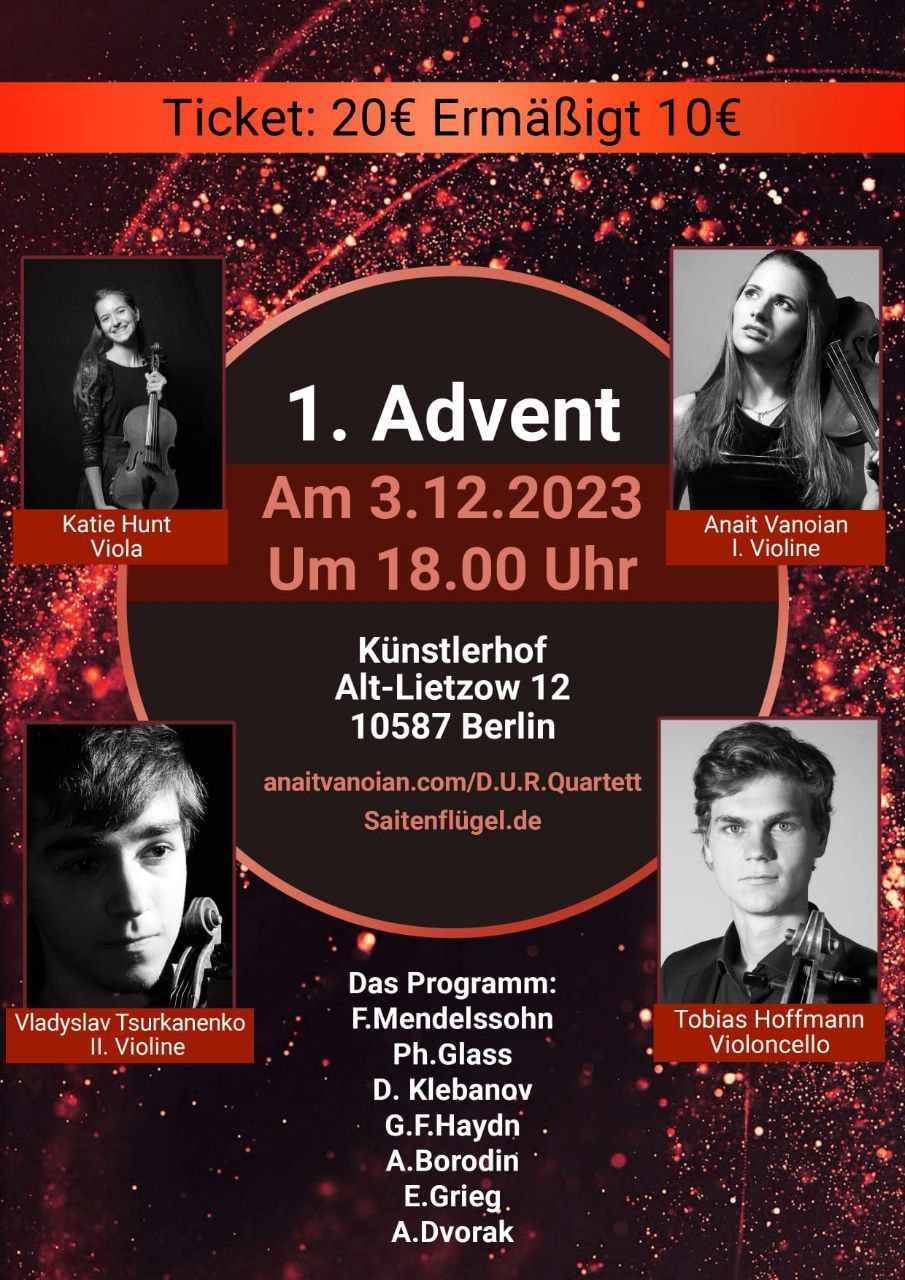 Ticket: 20€ Ermäßigt 10€
1. Advent
Am 3.12.2023
Um 18.00 Uhr
Katie Hunt
Viola
Anait Vanoian
I. Violine
Künstlerhof
Alt-Lietzow 12
10587 Berlin
anaitvanoian.com/D.U.R.Quartett
Saitenflügel.de
Vladyslav Tsurkanenko
II. Violine
Tobias Hoffmann
Violoncello
Das Programm:
F.Mendelssohn
Ph.Glass
D. Klebanov
G.F.Haydn
A.Borodin
E.Grieg
A.Dvorak